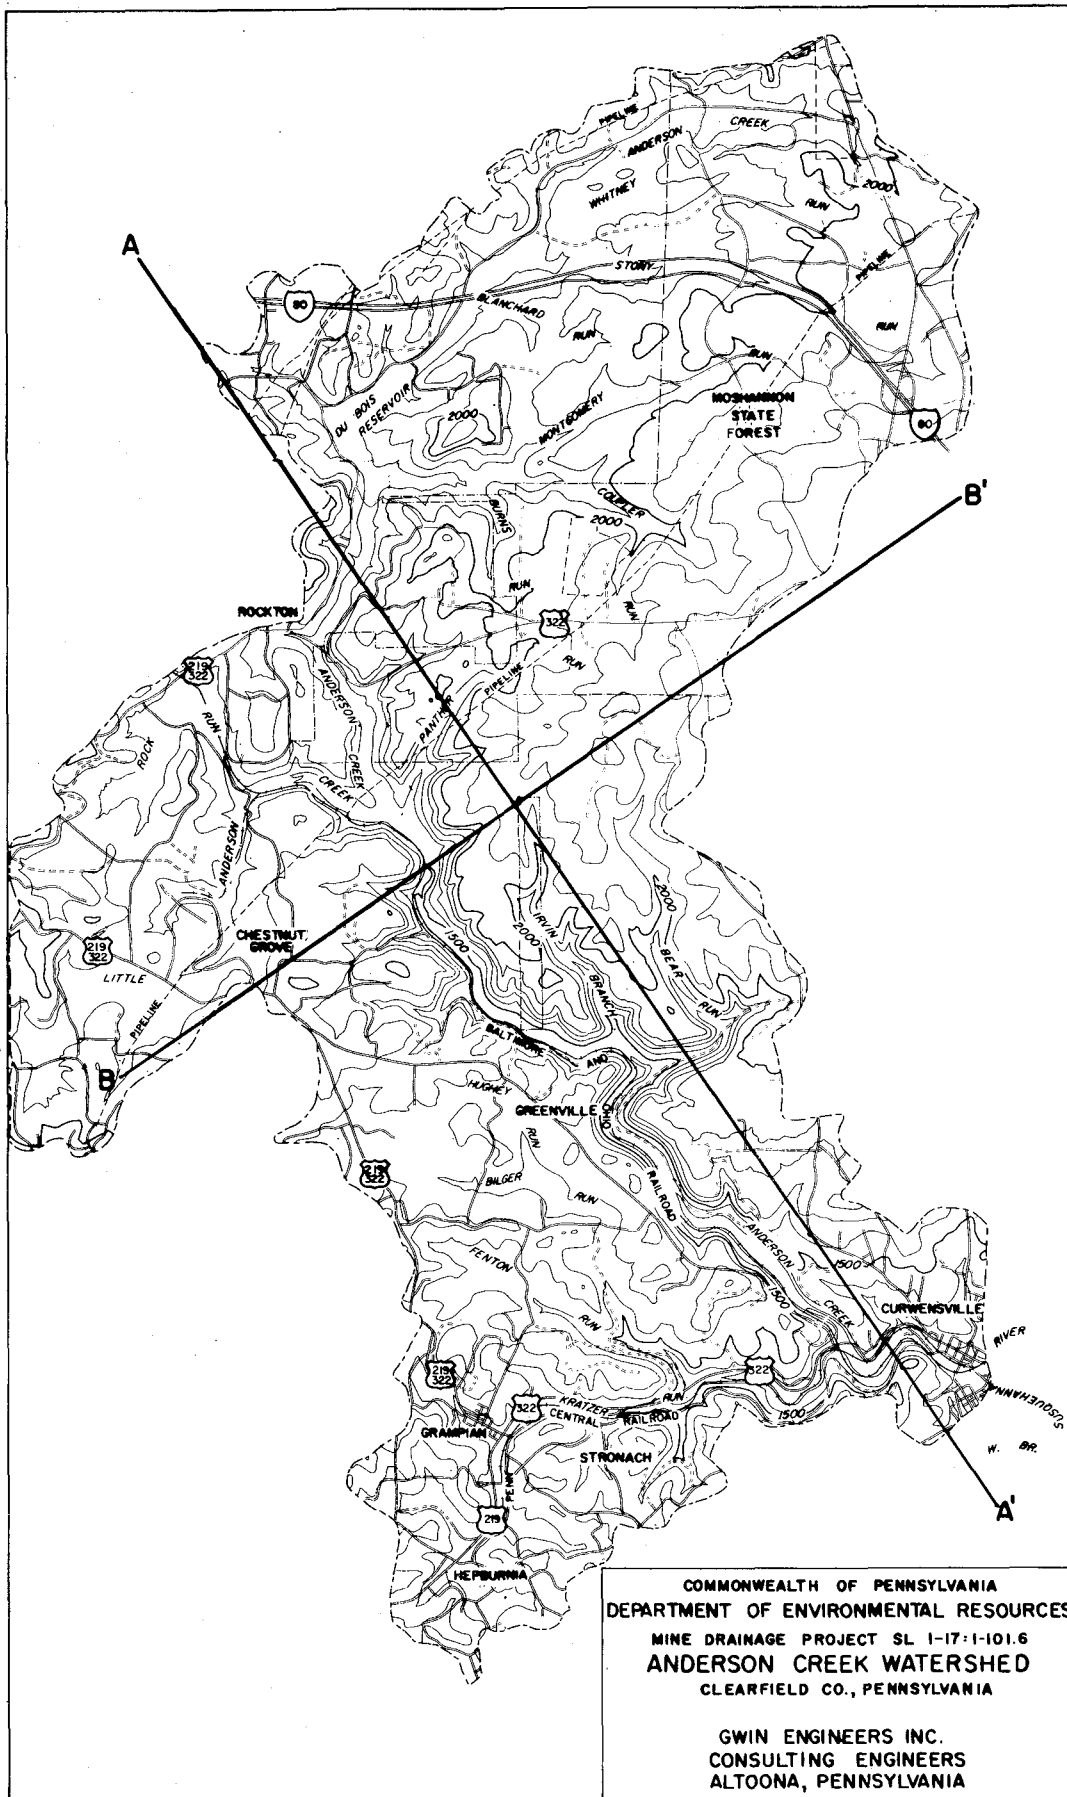 PIPELINE
CREEK
ANDERSON
WHITNEY
RUN
2000
A
STONY
PIPELINE
80
BLANCHARD
RUN
RUN
RUN
DU BOIS
RESERVOIR
2000
MONTGOMERY
MOSHANNON
STATE
FOREST
80
B'
BURNS
COUPLER
2000
RUN
RUN
ROCKTON
322
219
322
RUN
PIPELINE
ANDERSON
CREEK
PANTHER
RUN
ROCK
CREEK
ANDERSON
2000
CHESTNUT
GROVE
219
322
LITTLE
1500
IRVIN
2000
BRANCH
BEAR
RUN
PIPELINE
B
BALTIMORE
AND
OHIO
RAILROAD
HUGHEY
RUN
GREENVILLE
219
322
BILGER
RUN
FENTON
RUN
ANDERSON
CREEK
1500
1500
CURWENSVILLE
RIVER
SUSQUEHANNA
W. BR.
219
322
322
322
KRATZER
RUN
CENTRAL
RAILROAD
1500
GRAMPIAN
STRONACH
PENN
219
A'
HEPBURNIA
COMMONWEALTH OF PENNSYLVANIA
DEPARTMENT OF ENVIRONMENTAL RESOURCES
MINE DRAINAGE PROJECT SL 1-17:1-101.6
ANDERSON CREEK WATERSHED
CLEARFIELD CO., PENNSYLVANIA
GWIN ENGINEERS INC.
CONSULTING ENGINEERS
ALTOONA, PENNSYLVANIA